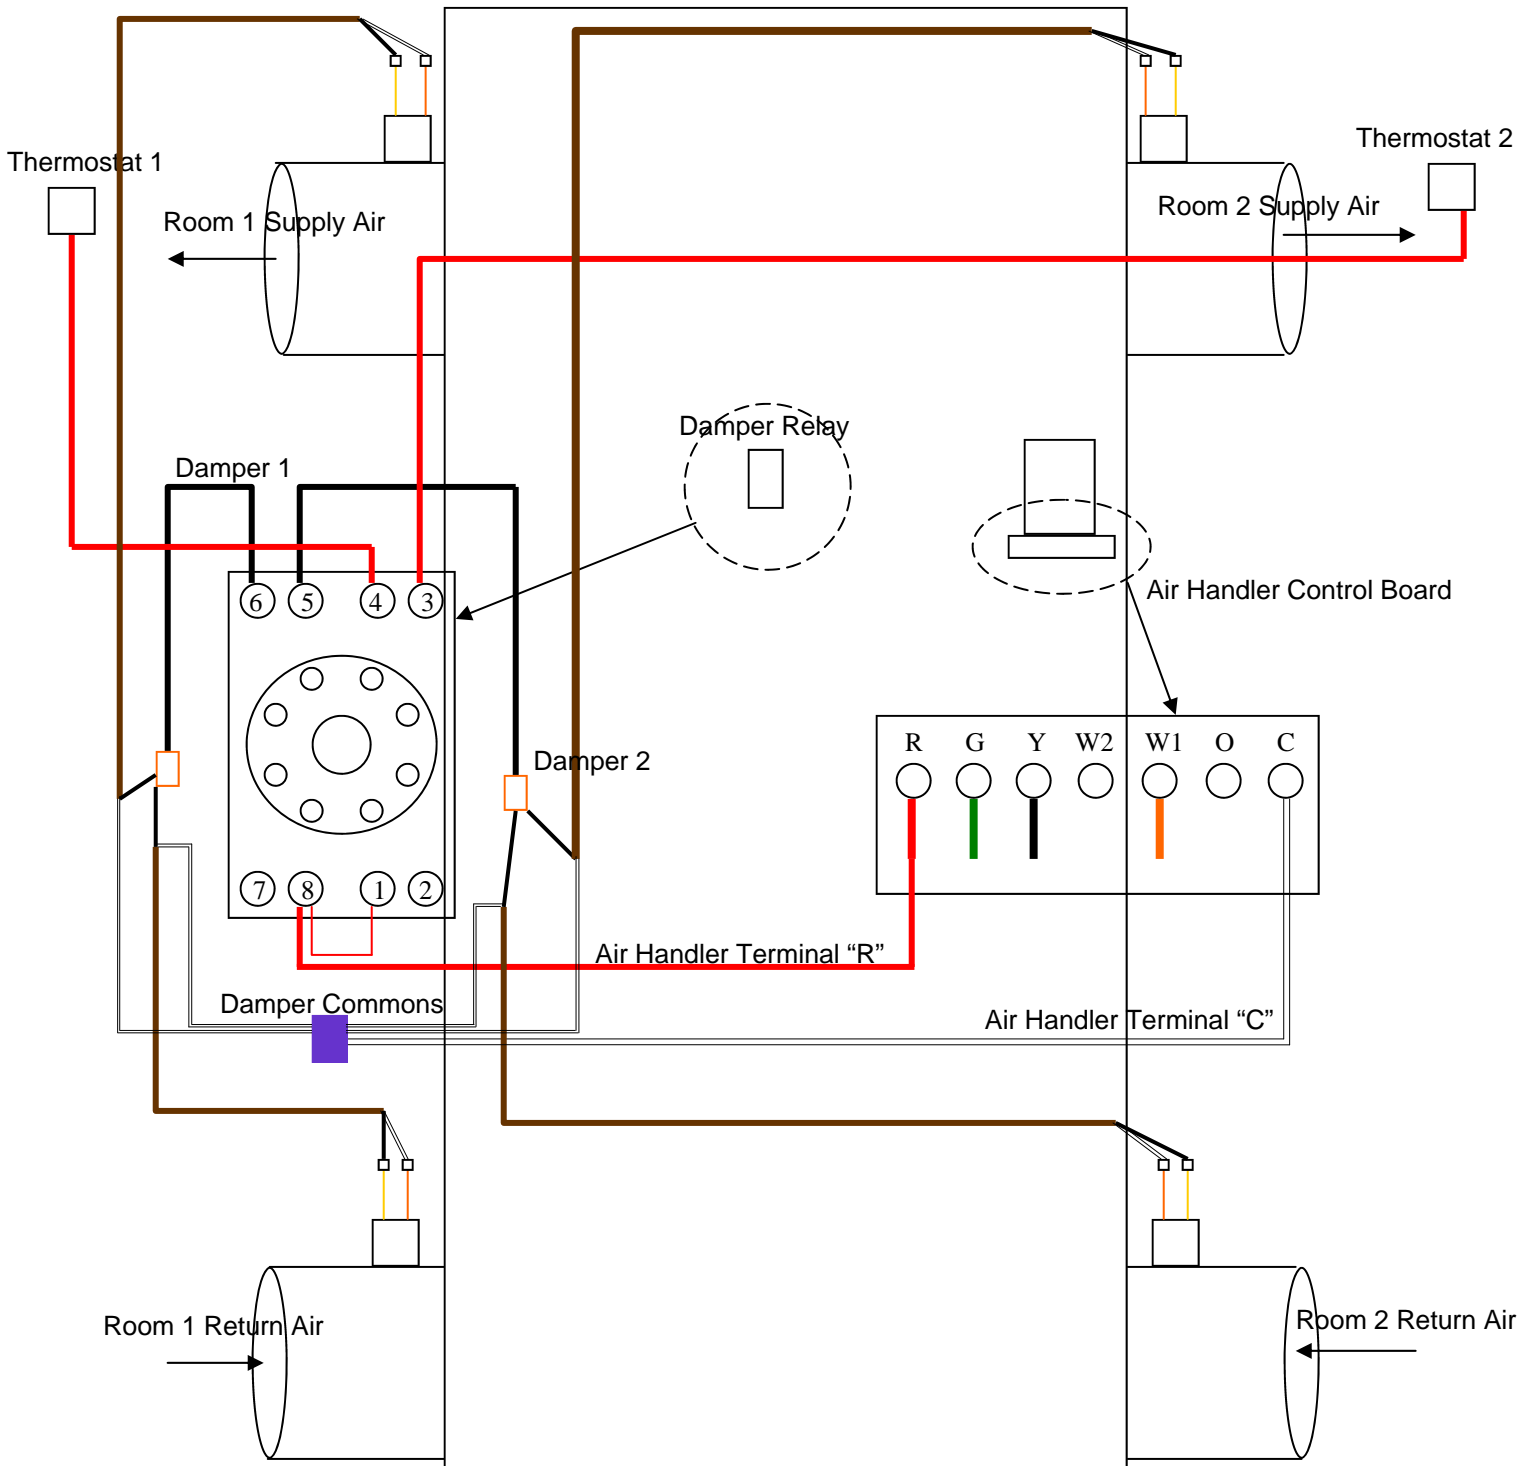 Thermostat 1
Thermostat 2
Room 1 Supply Air
Room 2 Supply Air
Damper Relay
Damper 1
Air Handler Control Board
6 5 4 3
R G Y W2 W1 O C
Damper 2
7 8 1 2
Air Handler Terminal “R”
Damper Commons
Air Handler Terminal “C”
Room 1 Return Air
Room 2 Return Air